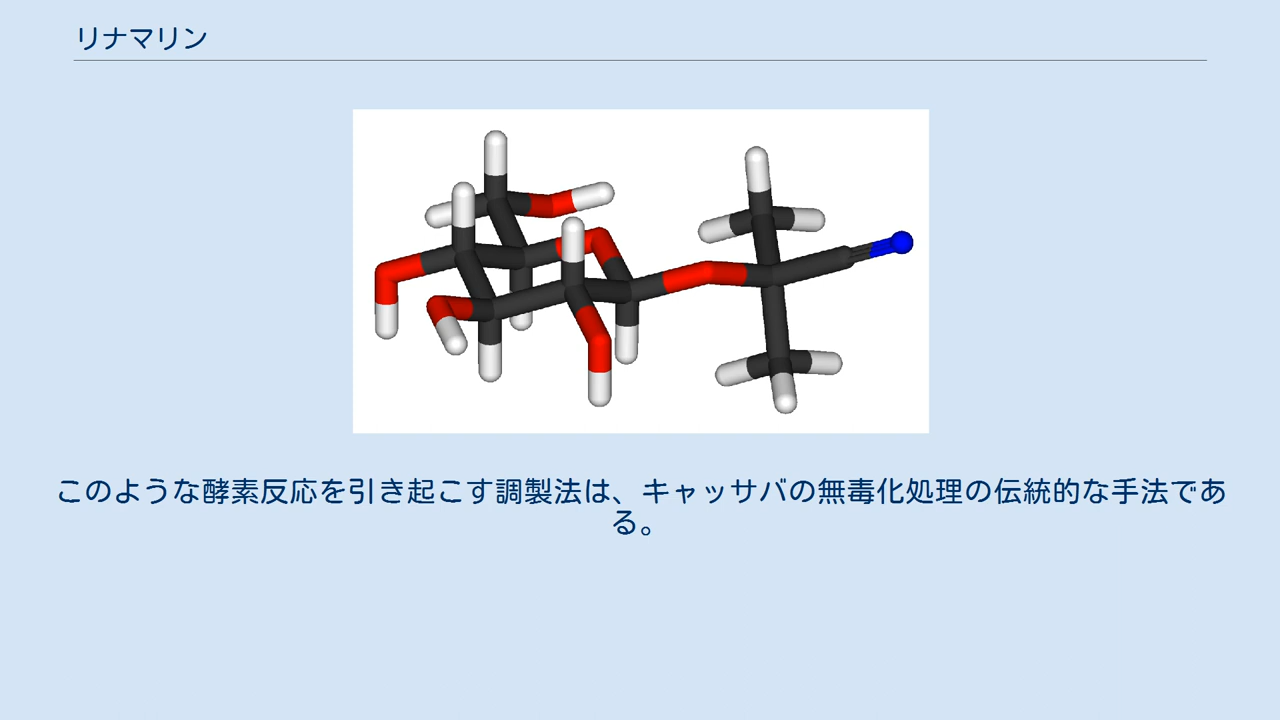 リナマリン
このような酵素反応を引き起こす調製法は、キャッサバの無毒化処理の伝統的な手法であ
る。